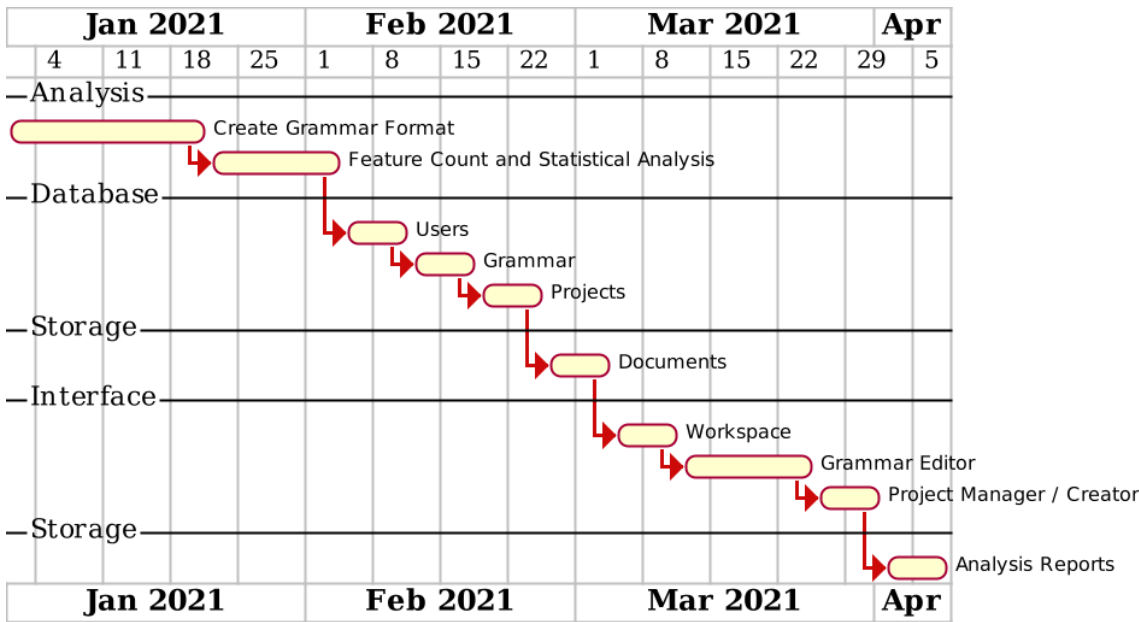 Jan 2021 Feb 2021 Mar 2021 Apr
4 11 18 25 1 8 15 22 1 8 15 22 29 5
Analysis
Create Grammar Format
Feature Count and Statistical Analysis
Database
Users
Grammar
Projects
Storage
Documents
Interface
Workspace
Grammar Editor
Project Manager / Creator
Storage
Analysis Reports
Jan 2021 Feb 2021 Mar 2021 Apr